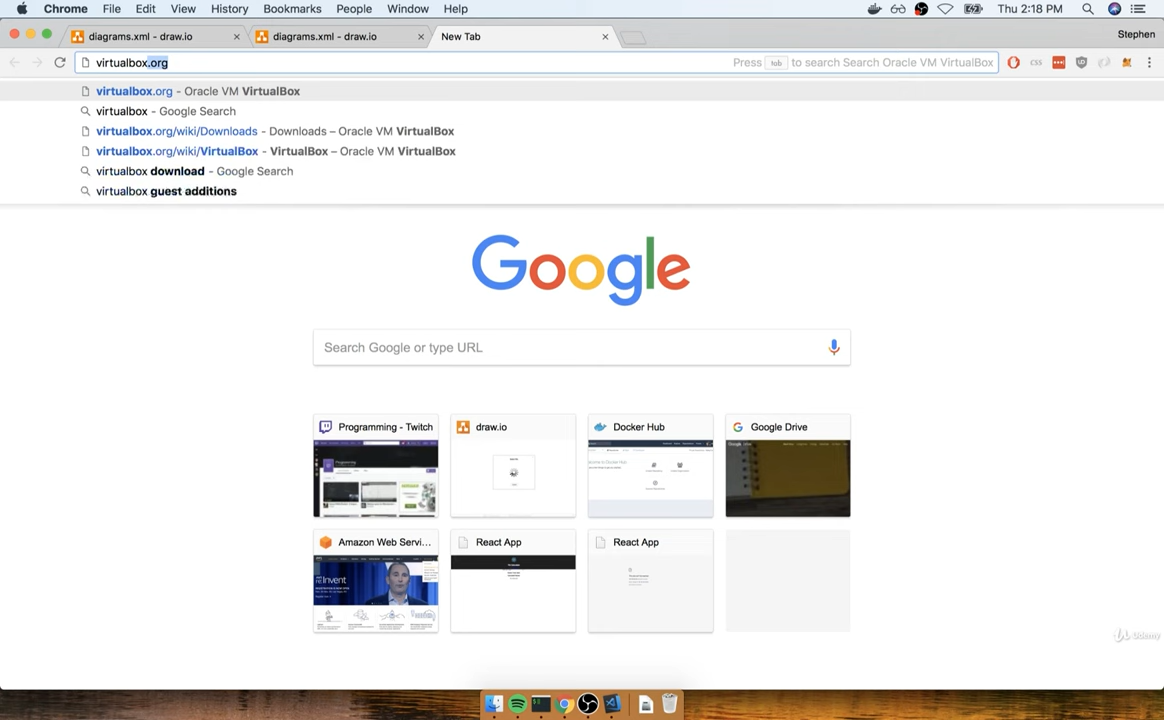 Chrome File Edit View History Bookmarks People Window Help Thu 2:18 PM
diagrams.xml - draw.io diagrams.xml - draw.io New Tab Stephen
virtualbox.org Press tab to search Search Oracle VM VirtualBox CSS
virtualbox.org - Oracle VM VirtualBox
virtualbox - Google Search
virtualbox.org/wiki/Downloads - Downloads – Oracle VM VirtualBox
virtualbox.org/wiki/VirtualBox - VirtualBox – Oracle VM VirtualBox
virtualbox download - Google Search
virtualbox guest additions
Google
Search Google or type URL
Programming - Twitch draw.io Docker Hub Google Drive
Amazon Web Servi... React App React App
re:Invent
Udemy